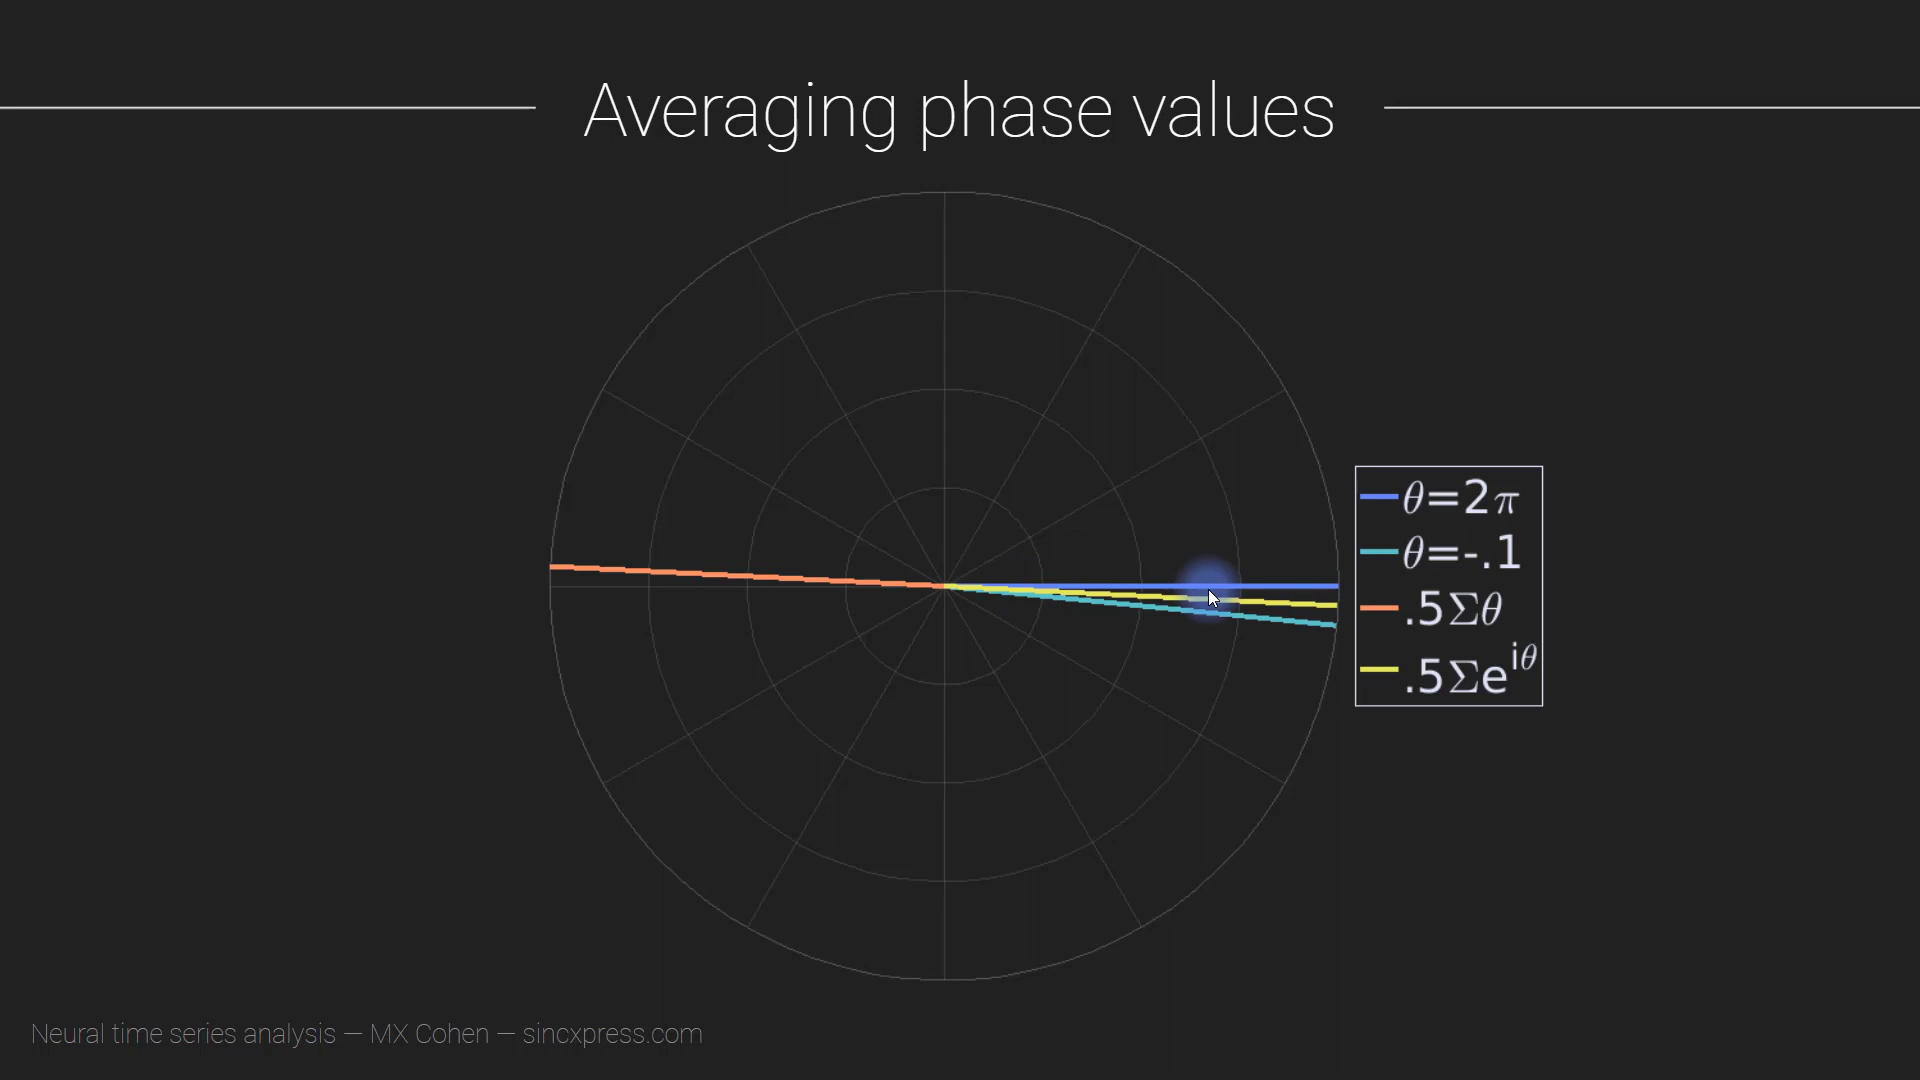 Averaging phase values
θ=2π
θ=-.1
.5Σθ
.5Σe^iθ
Neural time series analysis — MX Cohen — sincxpress.com